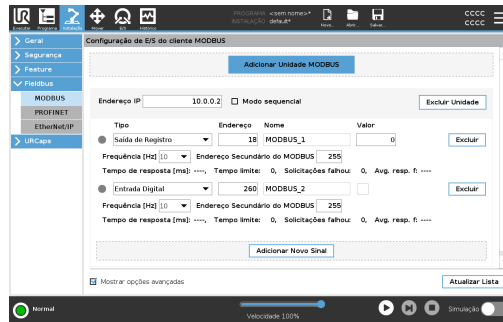 UR
PROGRAMA <sem nome>*
INSTALAÇÃO default*
CCCC
CCCC
Executar Programa Instalação Mover E/S Histórico Nova... Abrir... Salvar...
Geral
Segurança
Feature
Fieldbus
MODBUS
PROFINET
EtherNet/IP
URCaps
Configuração de E/S do cliente MODBUS
Adicionar Unidade MODBUS
Endereço IP 10.0.0.2 Modo sequencial Excluir Unidade
Tipo Endereço Nome Valor
Saída de Registro 18 MODBUS_1 0 Excluir
Frequência [Hz] 10 Endereço Secundário do MODBUS 255
Tempo de resposta [ms]: ----, Tempo limite: 0, Solicitações falhou: 0, Avg. resp. f: ----
Entrada Digital 260 MODBUS_2 Excluir
Frequência [Hz] 10 Endereço Secundário do MODBUS 255
Tempo de resposta [ms]: ----, Tempo limite: 0, Solicitações falhou: 0, Avg. resp. f: ----
Adicionar Novo Sinal
Mostrar opções avançadas
Atualizar Lista
Normal
Velocidade 100%
Simulação